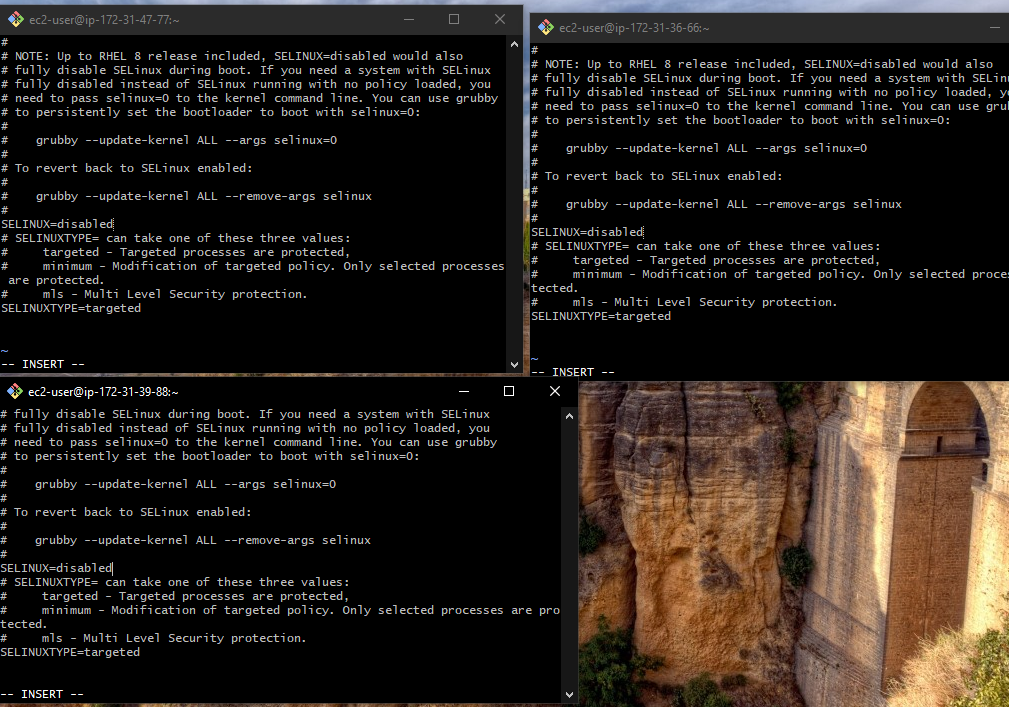 ec2-user@ip-172-31-47-77:~
#
# NOTE: Up to RHEL 8 release included, SELINUX=disabled would also
# fully disable SELinux during boot. If you need a system with SELinux
# fully disabled instead of SELinux running with no policy loaded, you
# need to pass selinux=0 to the kernel command line. You can use grubby
# to persistently set the bootloader to boot with selinux=0:
#
#    grubby --update-kernel ALL --args selinux=0
#
# To revert back to SELinux enabled:
#
#    grubby --update-kernel ALL --remove-args selinux
#
SELINUX=disabled
# SELINUXTYPE= can take one of these three values:
#     targeted - Targeted processes are protected,
#     minimum - Modification of targeted policy. Only selected processes
 are protected.
#     mls - Multi Level Security protection.
SELINUXTYPE=targeted
~
-- INSERT --
ec2-user@ip-172-31-36-66:~
#
# NOTE: Up to RHEL 8 release included, SELINUX=disabled would also
# fully disable SELinux during boot. If you need a system with SELin
# fully disabled instead of SELinux running with no policy loaded, yo
# need to pass selinux=0 to the kernel command line. You can use gru
# to persistently set the bootloader to boot with selinux=0:
#
#    grubby --update-kernel ALL --args selinux=0
#
# To revert back to SELinux enabled:
#
#    grubby --update-kernel ALL --remove-args selinux
#
SELINUX=disabled
# SELINUXTYPE= can take one of these three values:
#     targeted - Targeted processes are protected,
#     minimum - Modification of targeted policy. Only selected proces
tected.
#     mls - Multi Level Security protection.
SELINUXTYPE=targeted
~
-- INSERT --
ec2-user@ip-172-31-39-88:~
# fully disable SELinux during boot. If you need a system with SELinux
# fully disabled instead of SELinux running with no policy loaded, you
# need to pass selinux=0 to the kernel command line. You can use grubby
# to persistently set the bootloader to boot with selinux=0:
#
#    grubby --update-kernel ALL --args selinux=0
#
# To revert back to SELinux enabled:
#
#    grubby --update-kernel ALL --remove-args selinux
#
SELINUX=disabled
# SELINUXTYPE= can take one of these three values:
#     targeted - Targeted processes are protected,
#     minimum - Modification of targeted policy. Only selected processes are pro
tected.
#     mls - Multi Level Security protection.
SELINUXTYPE=targeted
-- INSERT --